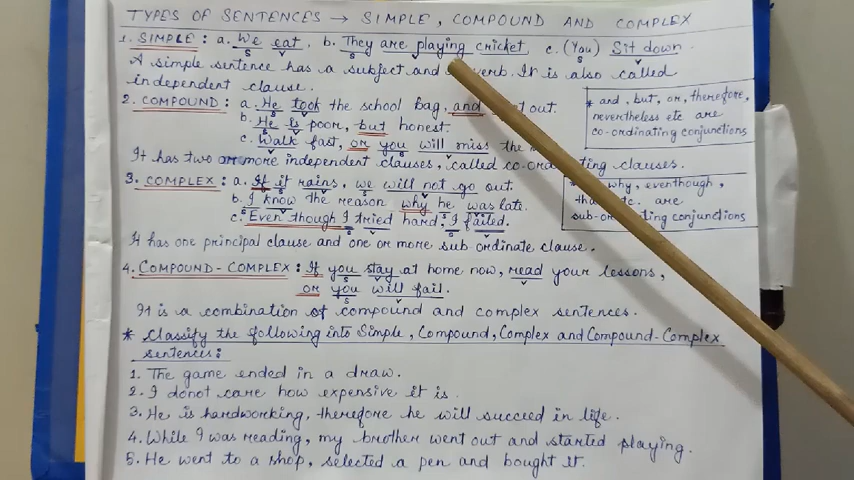 TYPES OF SENTENCES → SIMPLE, COMPOUND AND COMPLEX
1. SIMPLE: a. We eat, b. They are playing cricket, c. (You) Sit down
S V S V S V
A simple sentence has a subject and verb. It is also called
independent clause.
2. COMPOUND: a. He took the school bag, and out.
b. He is poor, but honest.
c. Walk fast, or you will miss the
It has two or more independent clauses, called co-ordinating clauses.
* and, but, or, therefore,
nevertheless etc are
co-ordinating conjunctions
3. COMPLEX: a. If it rains, we will not go out.
b. I know the reason why he was late.
c. Even though I tried hard, I failed.
It has one principal clause and one or more sub-ordinate clause.
why, eventhough,
etc. are
sub-ordinating conjunctions
4. COMPOUND-COMPLEX: If you stay at home now, read your lessons,
or you will fail.
It is a combination of compound and complex sentences.
* Classify the following into Simple, Compound, Complex and Compound-Complex
sentences:
1. The game ended in a draw.
2. I donot care how expensive it is.
3. He is hardworking, therefore he will succeed in life.
4. While I was reading, my brother went out and started playing.
5. He went to a shop, selected a pen and bought it.